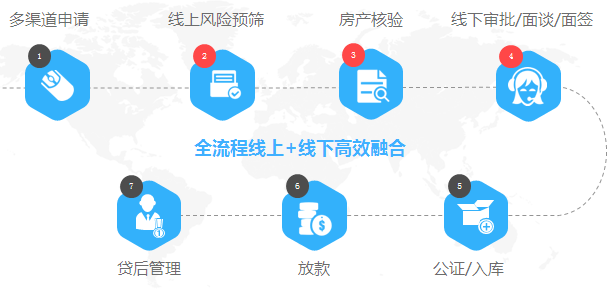 多渠道申请
线上风险预筛
房产核验
线下审批/面谈/面签
1
2
3
4
全流程线上+线下高效融合
7
6
5
1
$
贷后管理
放款
公证/入库